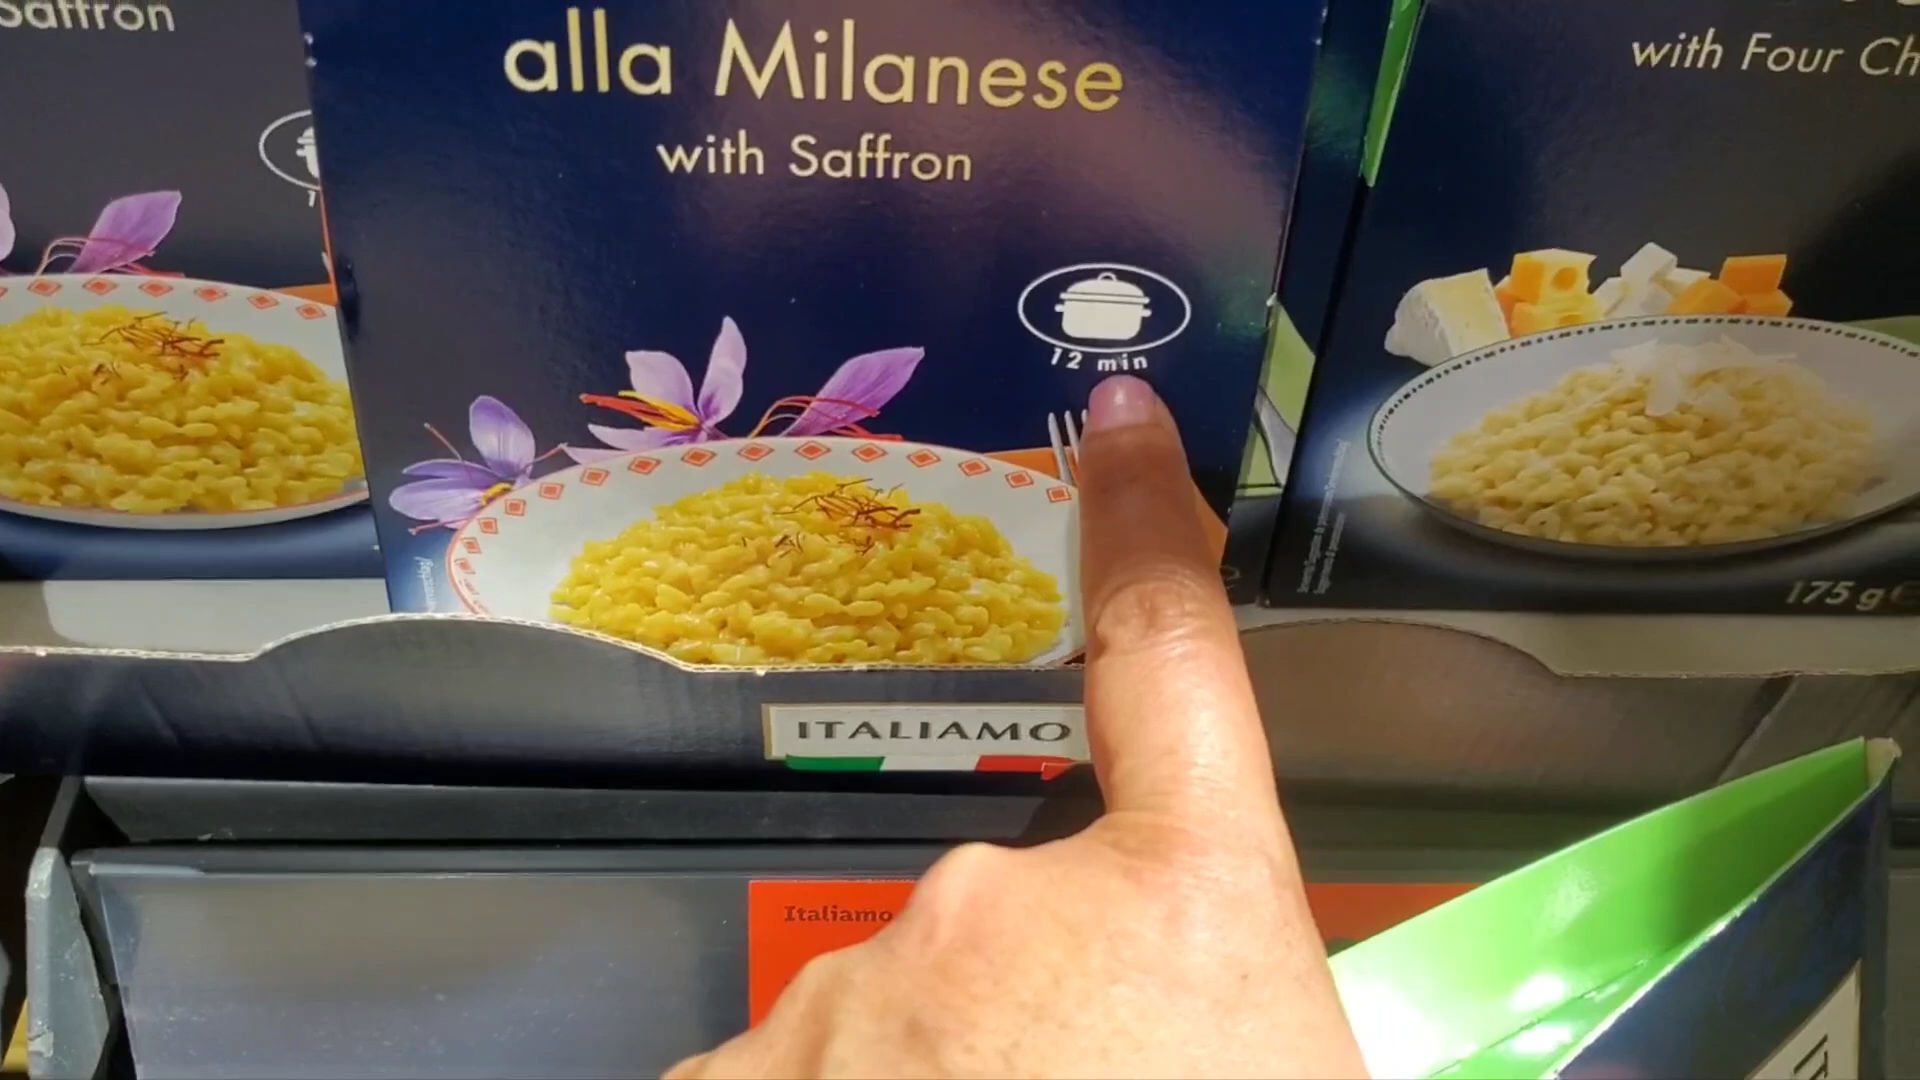 Saffron
alla Milanese
with Saffron
12 min
with Four Ch
175 g
ITALIAMO
Italiamo